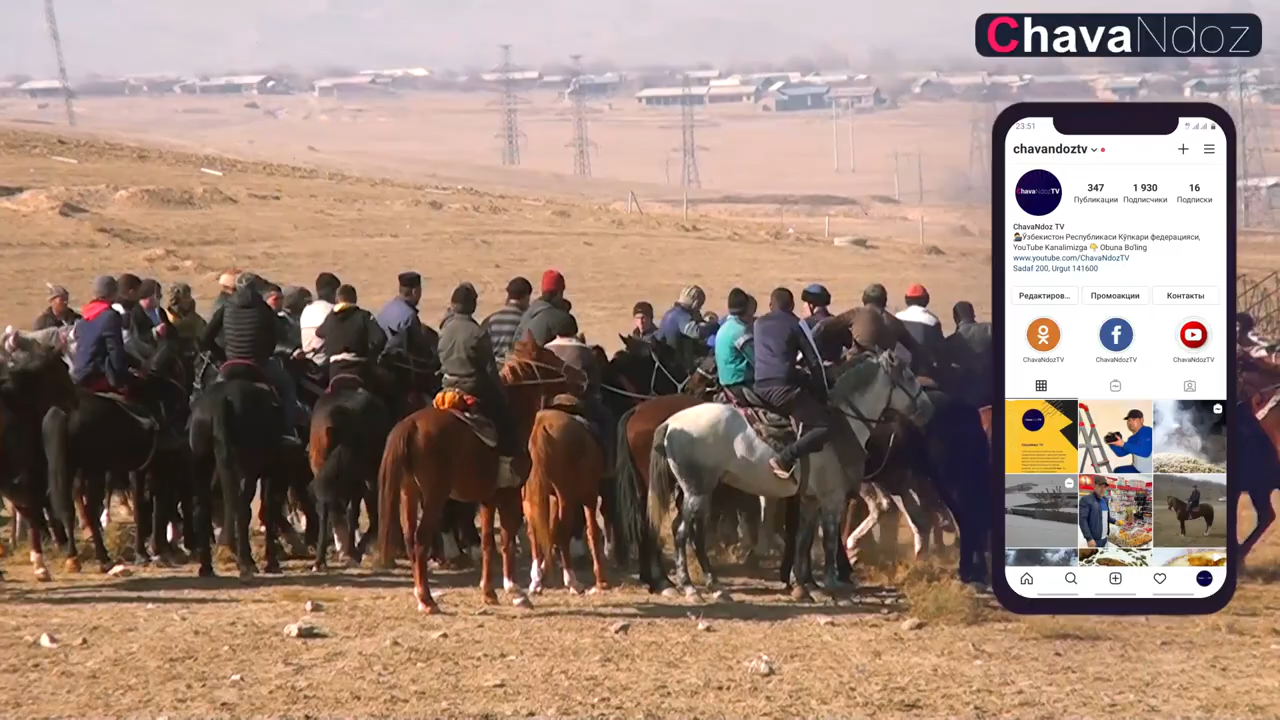 ChavaNdoz
23:51
chavandoztv
ChavaNdozTV
347
1 930
16
Публикации
Подписчики
Подписки
ChavaNdoz TV
Ўзбекистон Республикаси Кўпкари федерацияси,
YouTube Kanalimizga 👇 Obuna Bo'ling
www.youtube.com/ChavaNdozTV
Sadaf 200, Urgut 141600
Редактиров...
Промоакции
Контакты
ChavaNdozTV
ChavaNdozTV
ChavaNdozTV